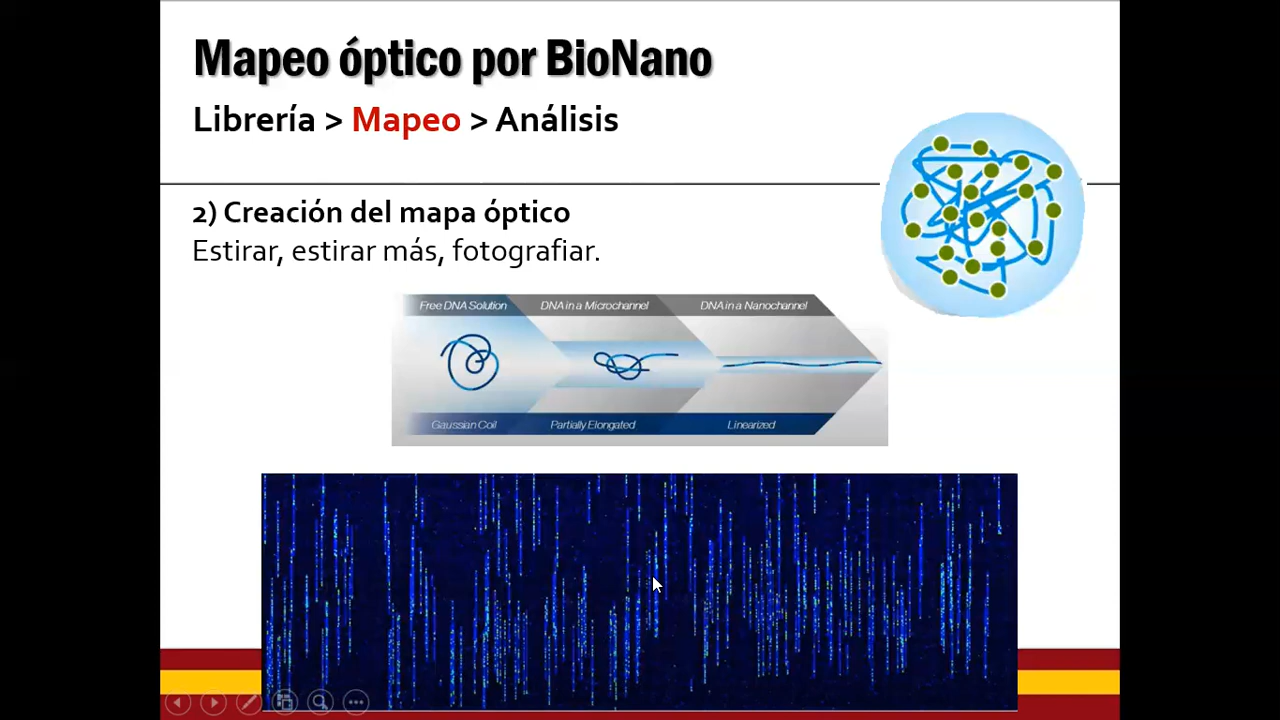 Mapeo óptico por BioNano
Librería > Mapeo > Análisis
2) Creación del mapa óptico
Estirar, estirar más, fotografiar.
Free DNA Solution
DNA in a Microchannel
DNA in a Nanochannel
Gaussian Coil
Partially Elongated
Linearized